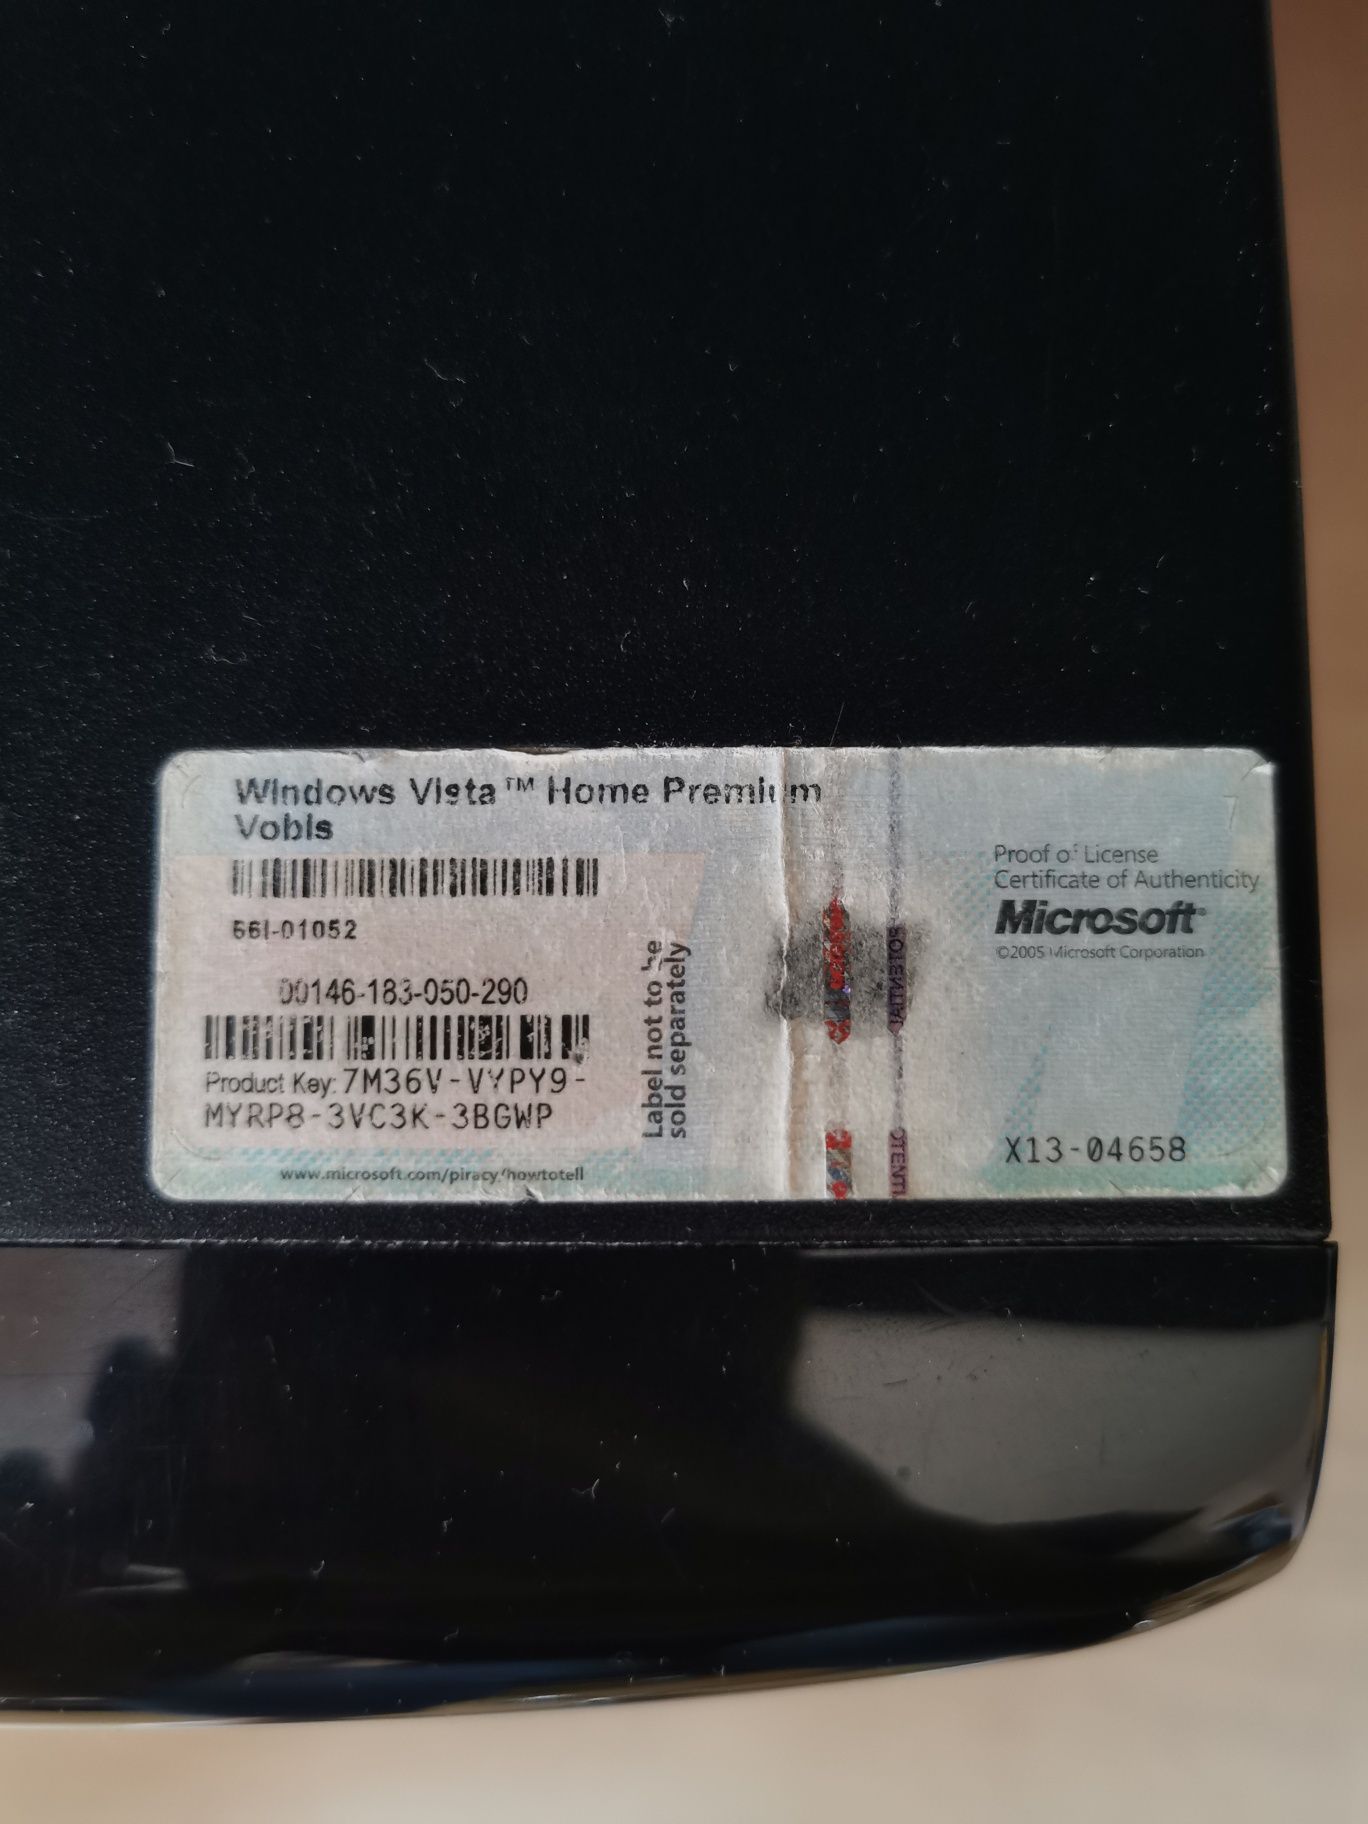 Windows Vista™ Home Premium
Vobis
66I-01052
00146-183-050-290
Product Key: 7M36V-VYPY9-
MYRP8-3VC3K-3BGWP
www.microsoft.com/piracy/howtotell
Label not to be
sold separately
Proof of License
Certificate of Authenticity
Microsoft
©2005 Microsoft Corporation
X13-04658